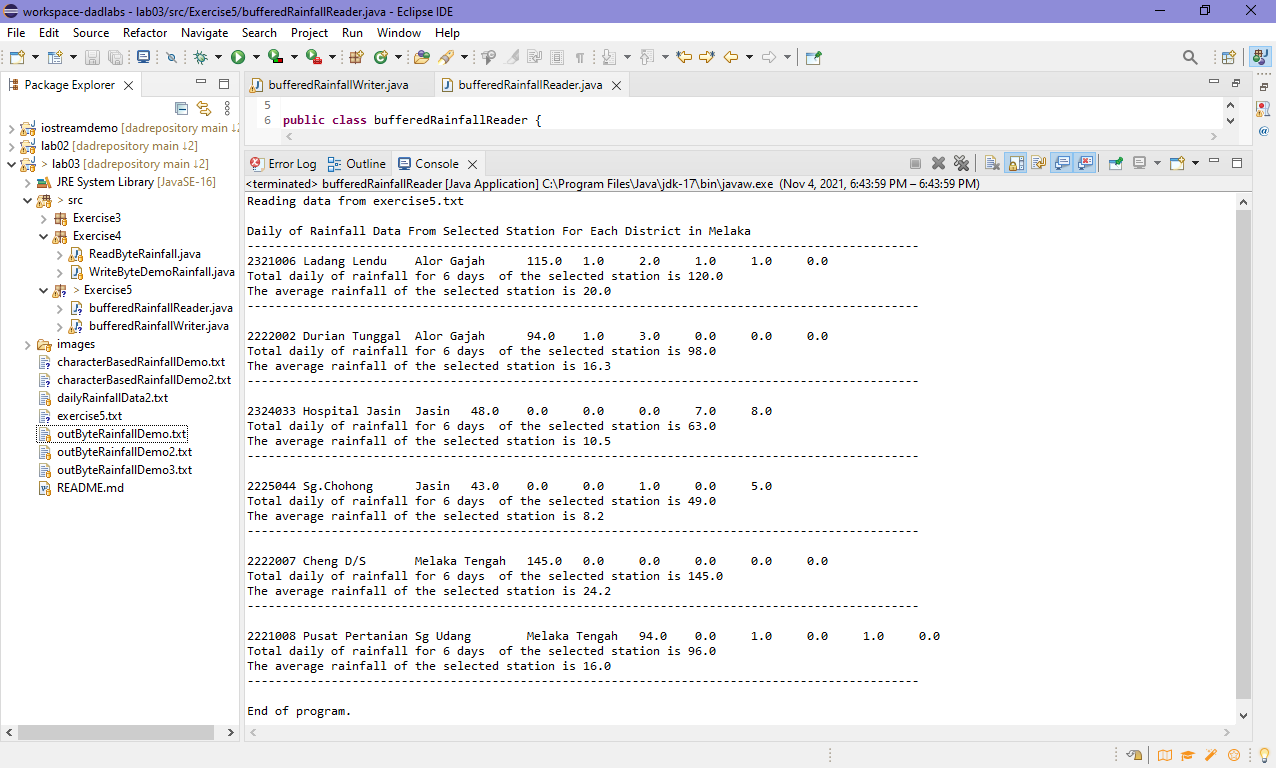 workspace-dadlabs - lab03/src/Exercise5/bufferedRainfallReader.java - Eclipse IDE
File Edit Source Refactor Navigate Search Project Run Window Help
Package Explorer
iostreamdemo [dadrepository main ↓2]
lab02 [dadrepository main ↓2]
> lab03 [dadrepository main ↓2]
JRE System Library [JavaSE-16]
> src
Exercise3
Exercise4
ReadByteRainfall.java
WriteByteDemoRainfall.java
> Exercise5
bufferedRainfallReader.java
bufferedRainfallWriter.java
images
characterBasedRainfallDemo.txt
characterBasedRainfallDemo2.txt
dailyRainfallData2.txt
exercise5.txt
outByteRainfallDemo.txt
outByteRainfallDemo2.txt
outByteRainfallDemo3.txt
README.md
bufferedRainfallWriter.java bufferedRainfallReader.java
5
6 public class bufferedRainfallReader {
Error Log Outline Console
<terminated> bufferedRainfallReader [Java Application] C:\Program Files\Java\jdk-17\bin\javaw.exe (Nov 4, 2021, 6:43:59 PM – 6:43:59 PM)
Reading data from exercise5.txt
Daily of Rainfall Data From Selected Station For Each District in Melaka
------------------------------------------------------------------------------------------------
2321006 Ladang Lendu Alor Gajah 115.0 1.0 2.0 1.0 1.0 0.0
Total daily of rainfall for 6 days of the selected station is 120.0
The average rainfall of the selected station is 20.0
------------------------------------------------------------------------------------------------
2222002 Durian Tunggal Alor Gajah 94.0 1.0 3.0 0.0 0.0 0.0
Total daily of rainfall for 6 days of the selected station is 98.0
The average rainfall of the selected station is 16.3
------------------------------------------------------------------------------------------------
2324033 Hospital Jasin Jasin 48.0 0.0 0.0 0.0 7.0 8.0
Total daily of rainfall for 6 days of the selected station is 63.0
The average rainfall of the selected station is 10.5
------------------------------------------------------------------------------------------------
2225044 Sg.Chohong Jasin 43.0 0.0 0.0 1.0 0.0 5.0
Total daily of rainfall for 6 days of the selected station is 49.0
The average rainfall of the selected station is 8.2
------------------------------------------------------------------------------------------------
2222007 Cheng D/S Melaka Tengah 145.0 0.0 0.0 0.0 0.0 0.0
Total daily of rainfall for 6 days of the selected station is 145.0
The average rainfall of the selected station is 24.2
------------------------------------------------------------------------------------------------
2221008 Pusat Pertanian Sg Udang Melaka Tengah 94.0 0.0 1.0 0.0 1.0 0.0
Total daily of rainfall for 6 days of the selected station is 96.0
The average rainfall of the selected station is 16.0
------------------------------------------------------------------------------------------------
End of program.